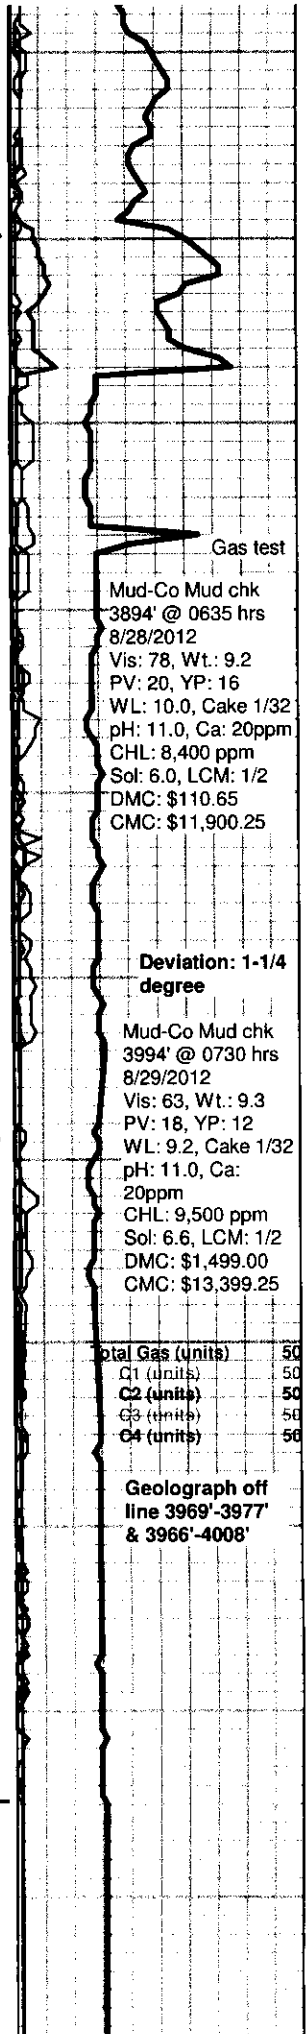 Gas test
Mud-Co Mud chk
3894' @ 0635 hrs
8/28/2012
Vis: 78, Wt.: 9.2
PV: 20, YP: 16
WL: 10.0, Cake 1/32
pH: 11.0, Ca: 20ppm
CHL: 8,400 ppm
Sol: 6.0, LCM: 1/2
DMC: $110.65
CMC: $11,900.25
Deviation: 1-1/4
degree
Mud-Co Mud chk
3994' @ 0730 hrs
8/29/2012
Vis: 63, Wt.: 9.3
PV: 18, YP: 12
WL: 9.2, Cake 1/32
pH: 11.0, Ca:
20ppm
CHL: 9,500 ppm
Sol: 6.6, LCM: 1/2
DMC: $1,499.00
CMC: $13,399.25
Total Gas (units) 50
C1 (units) 50
C2 (units) 50
C3 (units) 50
C4 (units) 50
Geolograph off
line 3969'-3977'
& 3966'-4008'